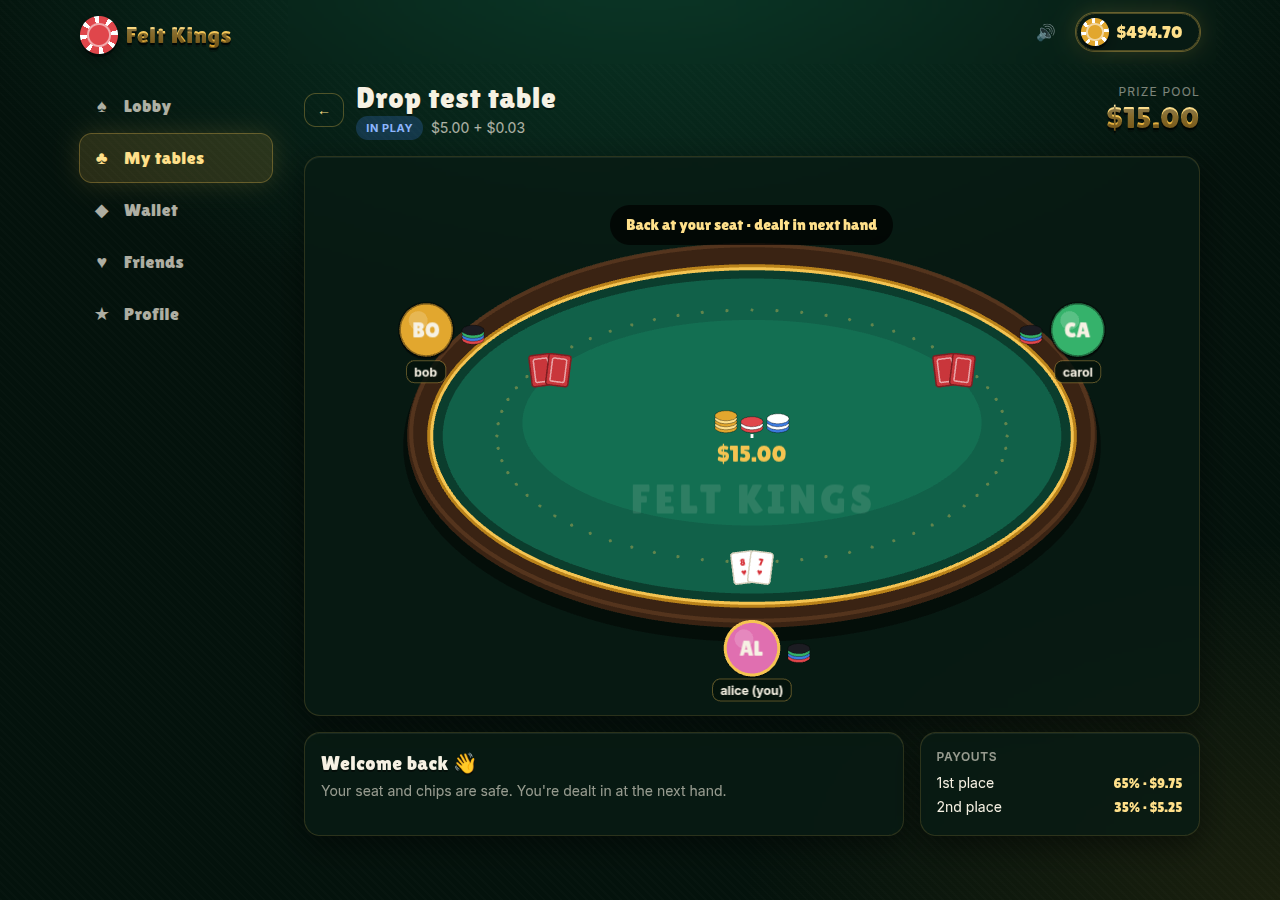 Felt Kings
$494.70
Lobby
My tables
Wallet
Friends
Profile
←
Drop test table
IN PLAY $5.00 + $0.03
PRIZE POOL
$15.00
Back at your seat · dealt in next hand
BO
bob
CA
carol
$15.00
FELT KINGS
8 7
AL
alice (you)
Welcome back 👋
Your seat and chips are safe. You're dealt in at the next hand.
PAYOUTS
1st place 65% · $9.75
2nd place 35% · $5.25